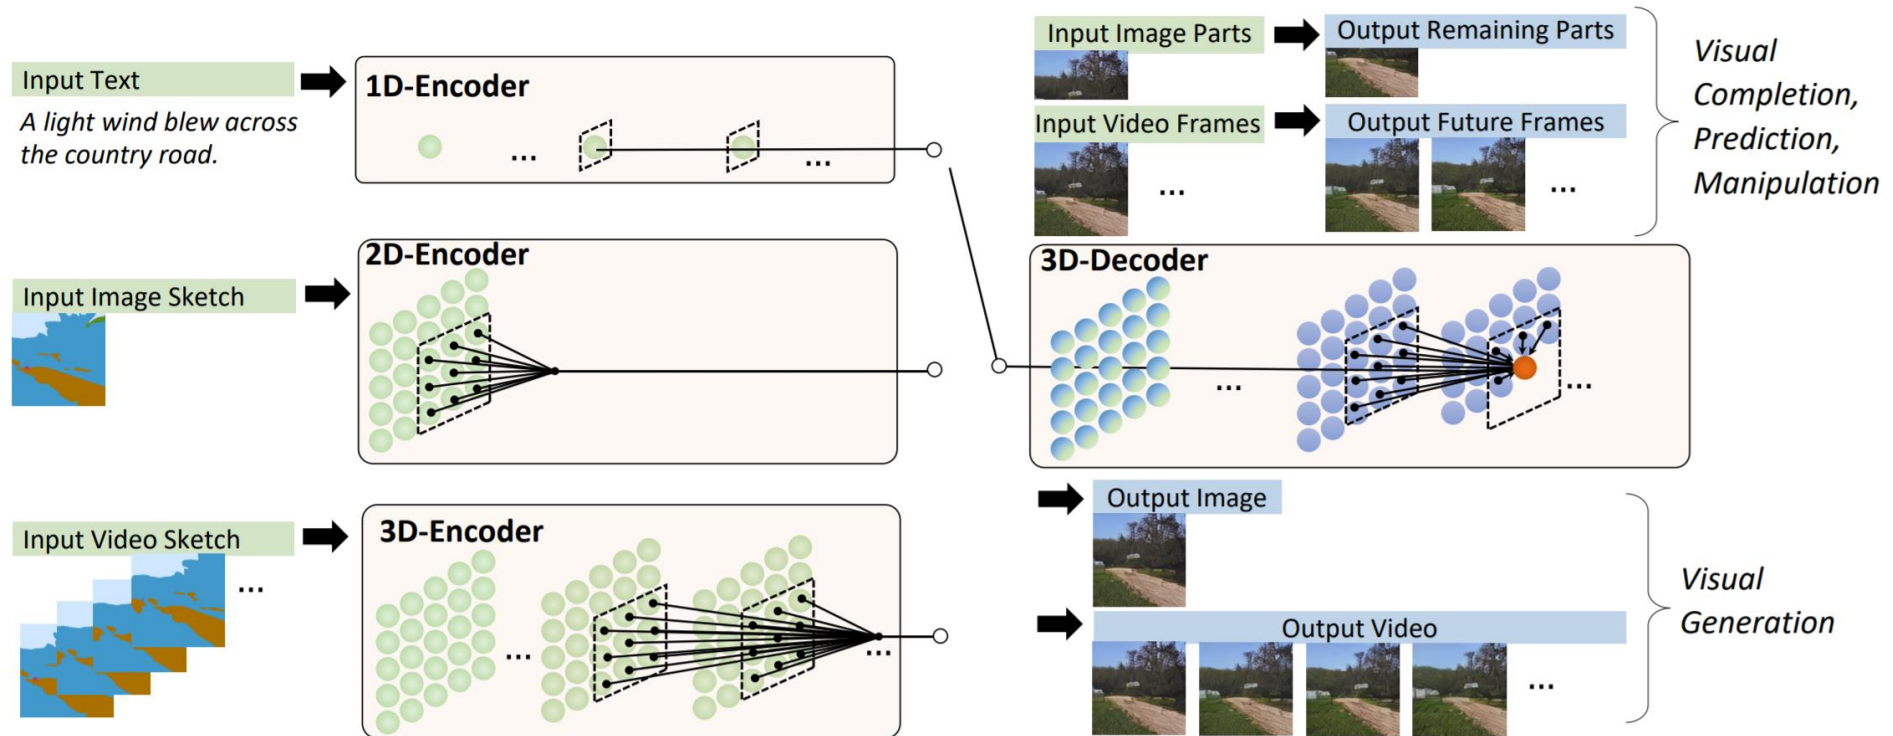 Input Text
A light wind blew across
the country road.
1D-Encoder
...
...
Input Image Sketch
2D-Encoder
Input Video Sketch
...
3D-Encoder
...
...
Input Image Parts
Output Remaining Parts
Input Video Frames
Output Future Frames
...
...
Visual
Completion,
Prediction,
Manipulation
3D-Decoder
...
...
Output Image
Output Video
...
Visual
Generation